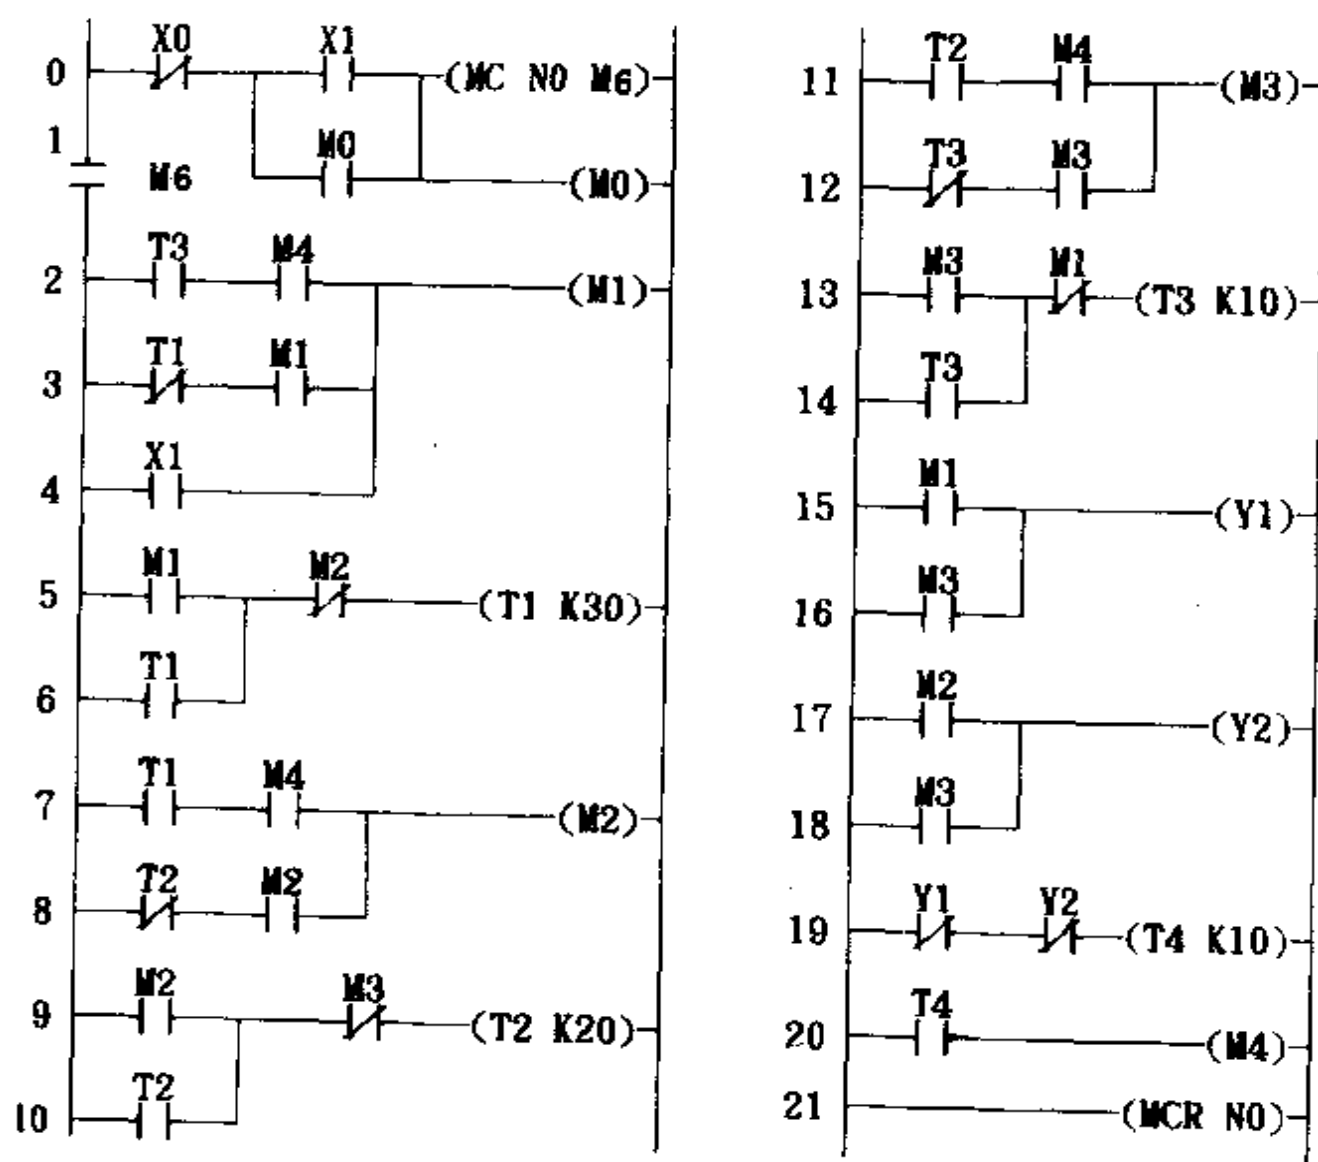 X0 X1
0 (MC N0 M6)
1 M0
M6 (M0)
T3 M4
2 (M1)
T1 M1
3
X1
4
M1 M2
5 (T1 K30)
T1
6
T1 M4
7 (M2)
T2 M2
8
M2 M3
9 (T2 K20)
T2
10
T2 M4
11 (M3)
T3 M3
12
M3 M1
13 (T3 K10)
T3
14
M1
15 (Y1)
M3
16
M2
17 (Y2)
M3
18
Y1 Y2
19 (T4 K10)
T4
20 (M4)
21 (MCR N0)